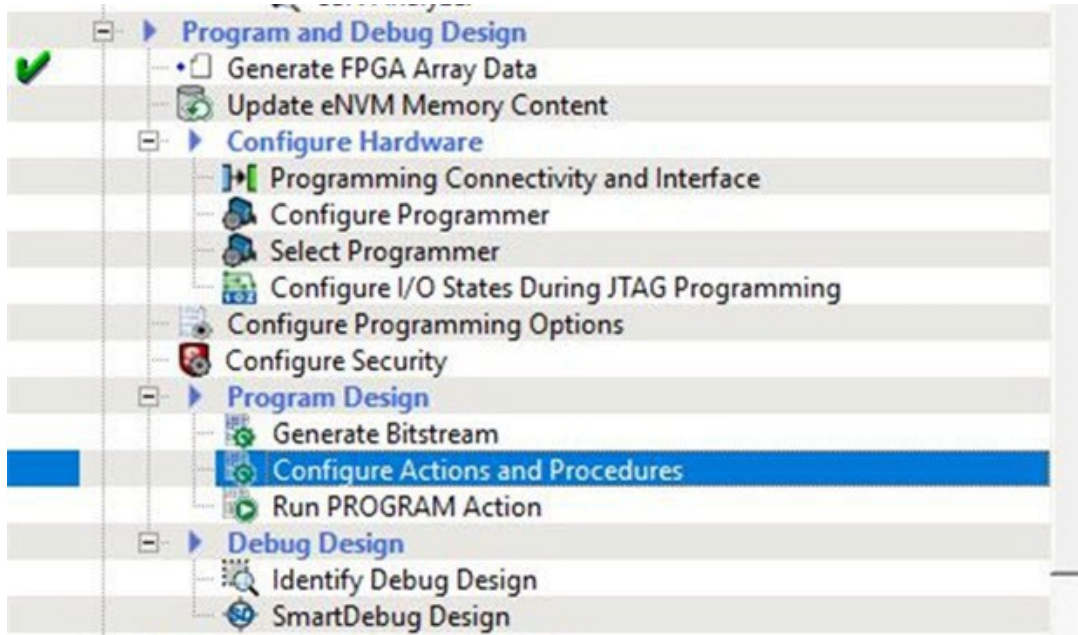 Program and Debug Design
Generate FPGA Array Data
Update eNVM Memory Content
Configure Hardware
Programming Connectivity and Interface
Configure Programmer
Select Programmer
Configure I/O States During JTAG Programming
Configure Programming Options
Configure Security
Program Design
Generate Bitstream
Configure Actions and Procedures
Run PROGRAM Action
Debug Design
Identify Debug Design
SmartDebug Design